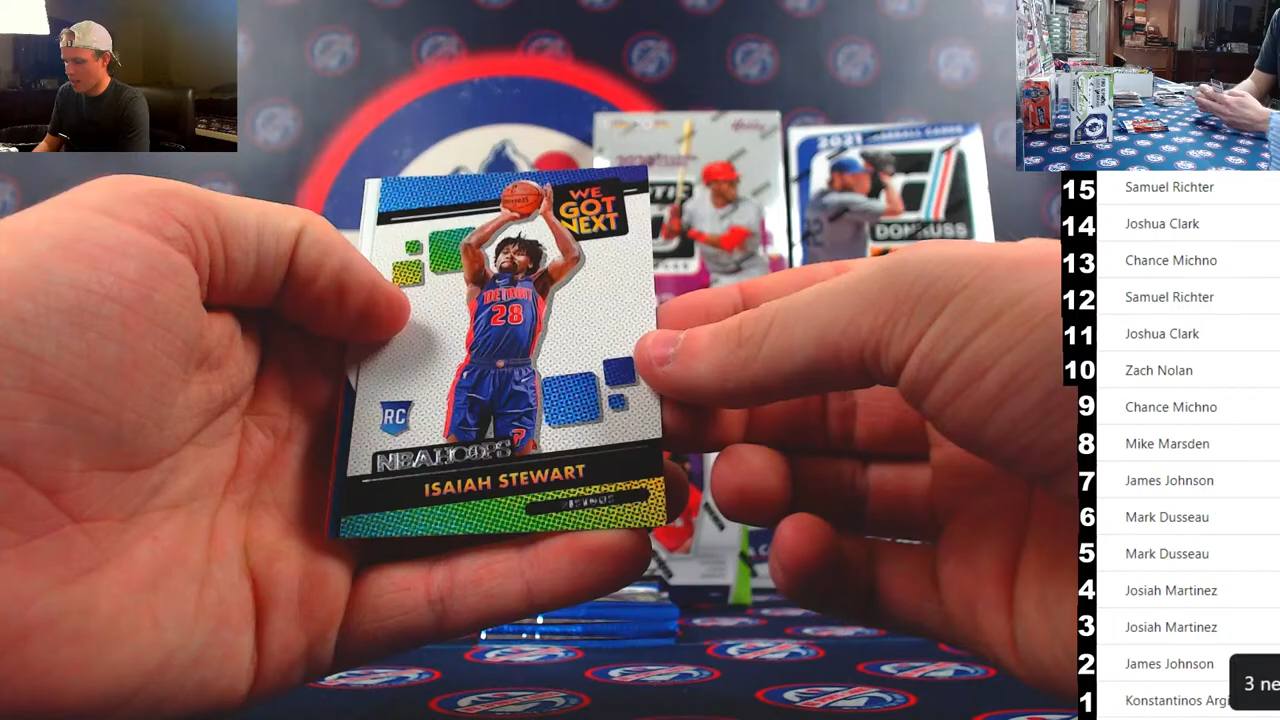 WE
GOT
NEXT
DETROIT
28
RC
NBA HOOPS
ISAIAH STEWART
PISTONS
2021
DONRUSS
15 Samuel Richter
14 Joshua Clark
13 Chance Michno
12 Samuel Richter
11 Joshua Clark
10 Zach Nolan
9 Chance Michno
8 Mike Marsden
7 James Johnson
6 Mark Dusseau
5 Mark Dusseau
4 Josiah Martinez
3 Josiah Martinez
2 James Johnson
1 Konstantinos
3